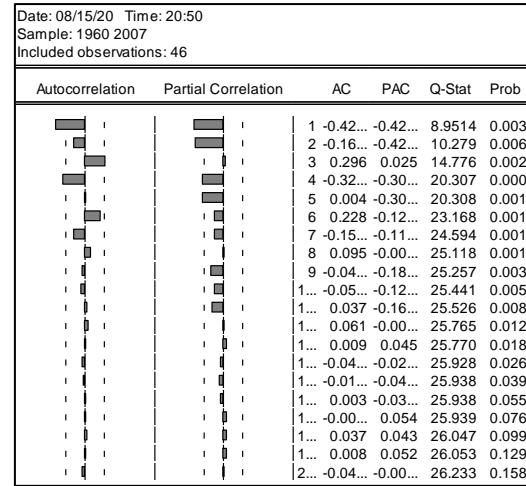 Date: 08/15/20 Time: 20:50
Sample: 1960 2007
Included observations: 46
Autocorrelation Partial Correlation AC PAC Q-Stat Prob
1 -0.42... -0.42... 8.9514 0.003
2 -0.16... -0.42... 10.279 0.006
3 0.296 0.025 14.776 0.002
4 -0.32... -0.30... 20.307 0.000
5 0.004 -0.30... 20.308 0.001
6 0.228 -0.12... 23.168 0.001
7 -0.15... -0.11... 24.594 0.001
8 0.095 -0.00... 25.118 0.001
9 -0.04... -0.18... 25.257 0.003
1... -0.05... -0.12... 25.441 0.005
1... 0.037 -0.16... 25.526 0.008
1... 0.061 -0.00... 25.765 0.012
1... 0.009 0.045 25.770 0.018
1... -0.04... -0.02... 25.928 0.026
1... -0.01... -0.04... 25.938 0.039
1... 0.003 -0.03... 25.938 0.055
1... -0.00... 0.054 25.939 0.076
1... 0.037 0.043 26.047 0.099
1... 0.008 0.052 26.053 0.129
2... -0.04... -0.00... 26.233 0.158